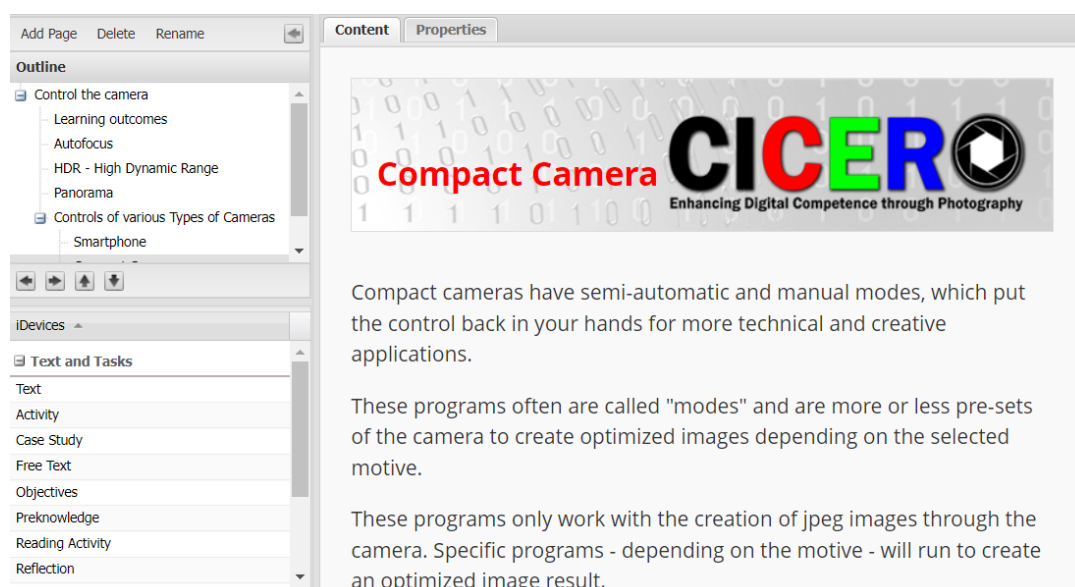 Add Page Delete Rename
Outline
Control the camera
Learning outcomes
Autofocus
HDR - High Dynamic Range
Panorama
Controls of various Types of Cameras
Smartphone
iDevices
Text and Tasks
Text
Activity
Case Study
Free Text
Objectives
Preknowledge
Reading Activity
Reflection
Content Properties
Compact Camera
CICERO
Enhancing Digital Competence through Photography
Compact cameras have semi-automatic and manual modes, which put
the control back in your hands for more technical and creative
applications.
These programs often are called "modes" and are more or less pre-sets
of the camera to create optimized images depending on the selected
motive.
These programs only work with the creation of jpeg images through the
camera. Specific programs - depending on the motive - will run to create
an optimized image result.